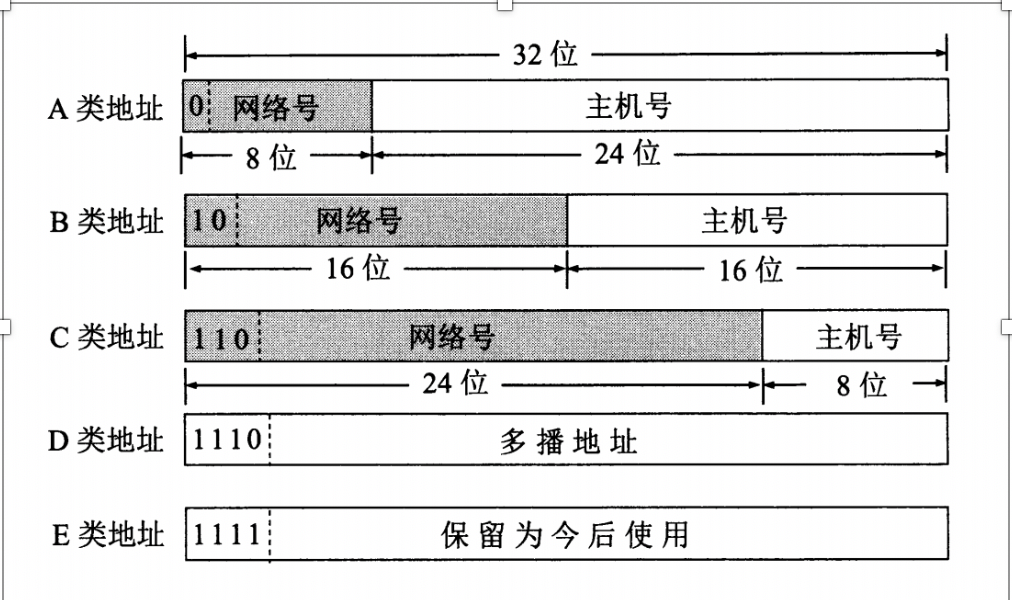 32 位
A 类地址 0 网络号 主机号
8 位 24 位
B 类地址 10 网络号 主机号
16 位 16 位
C 类地址 110 网络号 主机号
24 位 8 位
D 类地址 1110 多播地址
E 类地址 1111 保留为今后使用